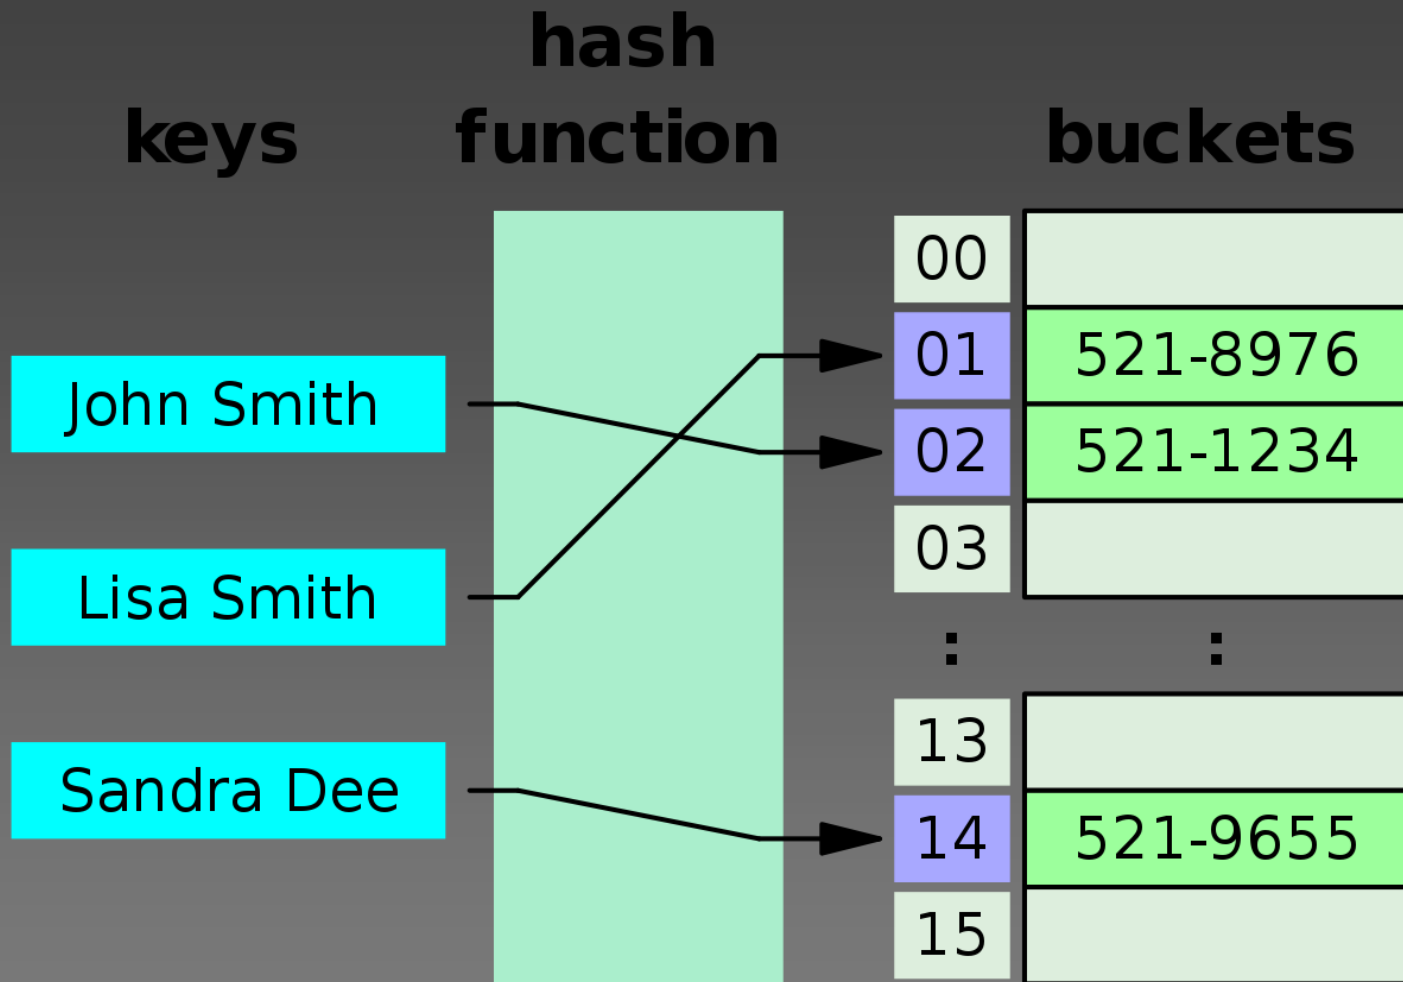 hash
keys function buckets
00
01 521-8976
John Smith
02 521-1234
03
Lisa Smith
: :
13
Sandra Dee
14 521-9655
15